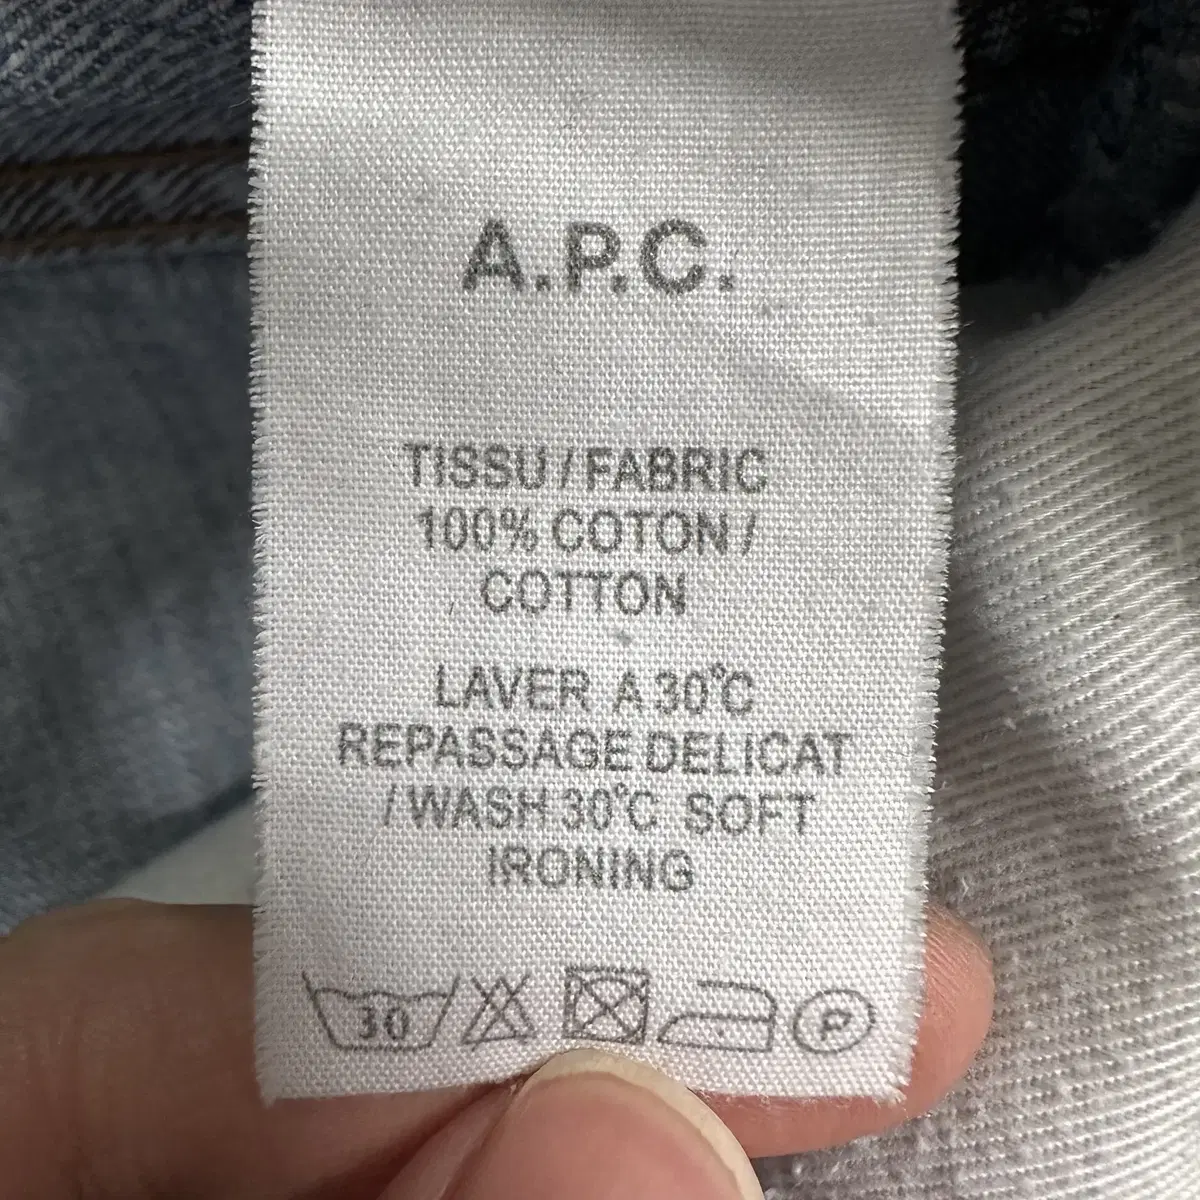 A.P.C.
TISSU / FABRIC
100% COTON /
COTTON
LAVER A 30°C
REPASSAGE DELICAT
/ WASH 30°C SOFT
IRONING
30 P